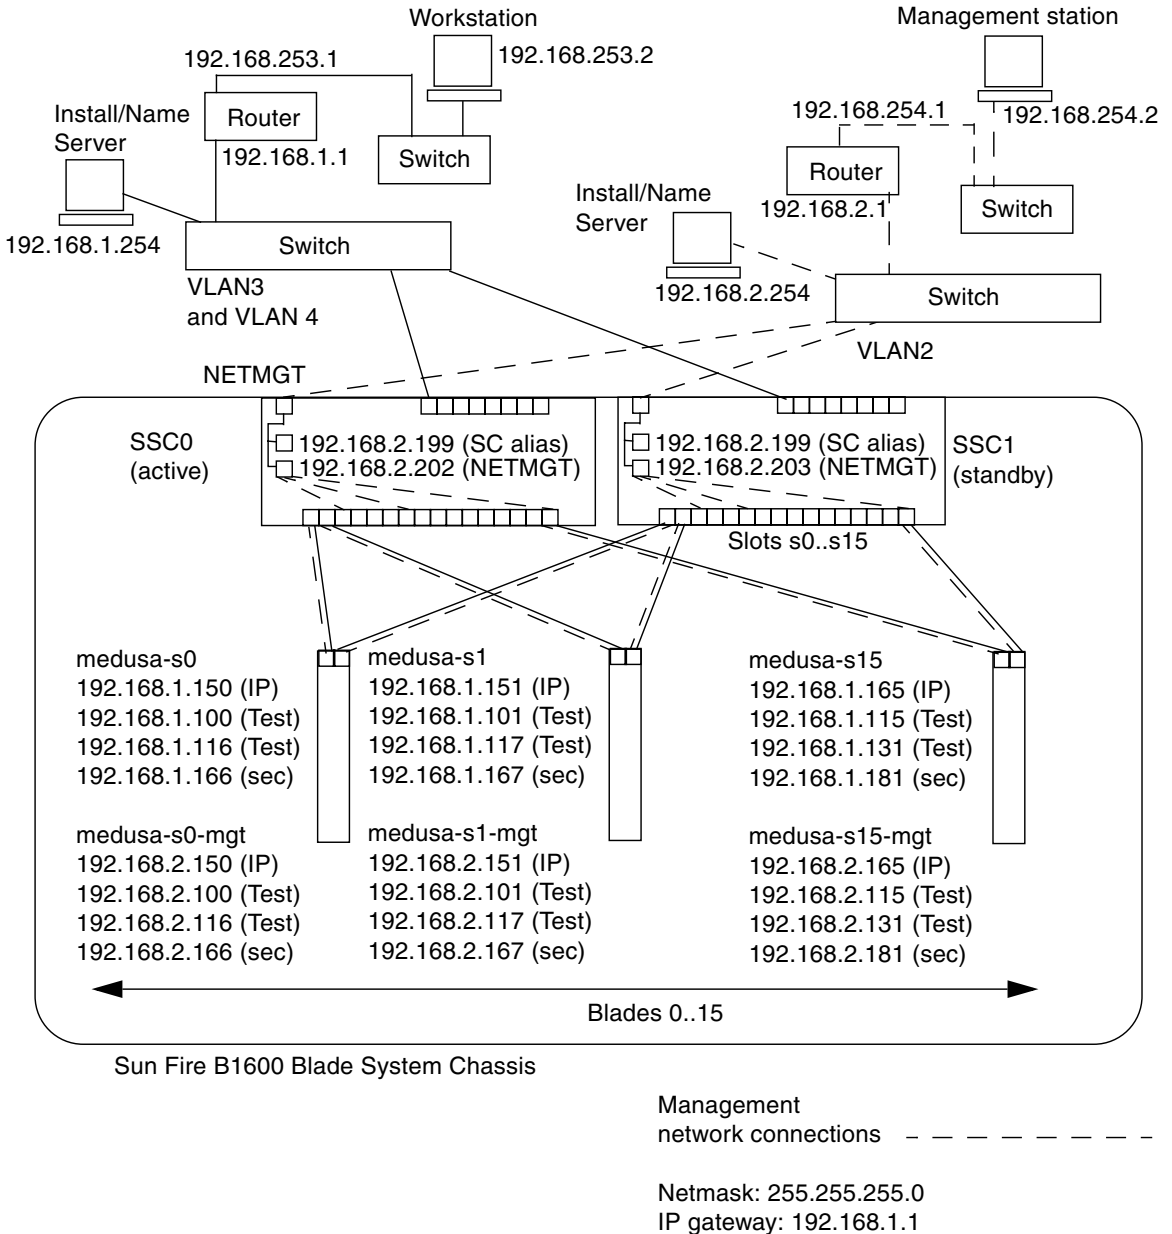 Workstation
192.168.253.2
192.168.253.1
Install/Name
Server
Router
192.168.1.1
Switch
192.168.1.254
Switch
VLAN3
and VLAN 4
Management station
192.168.254.1
192.168.254.2
Router
192.168.2.1
Switch
Install/Name
Server
192.168.2.254
Switch
VLAN2
NETMGT
SSC0
(active)
192.168.2.199 (SC alias)
192.168.2.202 (NETMGT)
192.168.2.199 (SC alias)
192.168.2.203 (NETMGT)
SSC1
(standby)
Slots s0..s15
medusa-s0
192.168.1.150 (IP)
192.168.1.100 (Test)
192.168.1.116 (Test)
192.168.1.166 (sec)
medusa-s0-mgt
192.168.2.150 (IP)
192.168.2.100 (Test)
192.168.2.116 (Test)
192.168.2.166 (sec)
medusa-s1
192.168.1.151 (IP)
192.168.1.101 (Test)
192.168.1.117 (Test)
192.168.1.167 (sec)
medusa-s1-mgt
192.168.2.151 (IP)
192.168.2.101 (Test)
192.168.2.117 (Test)
192.168.2.167 (sec)
medusa-s15
192.168.1.165 (IP)
192.168.1.115 (Test)
192.168.1.131 (Test)
192.168.1.181 (sec)
medusa-s15-mgt
192.168.2.165 (IP)
192.168.2.115 (Test)
192.168.2.131 (Test)
192.168.2.181 (sec)
Blades 0..15
Sun Fire B1600 Blade System Chassis
Management
network connections
Netmask: 255.255.255.0
IP gateway: 192.168.1.1